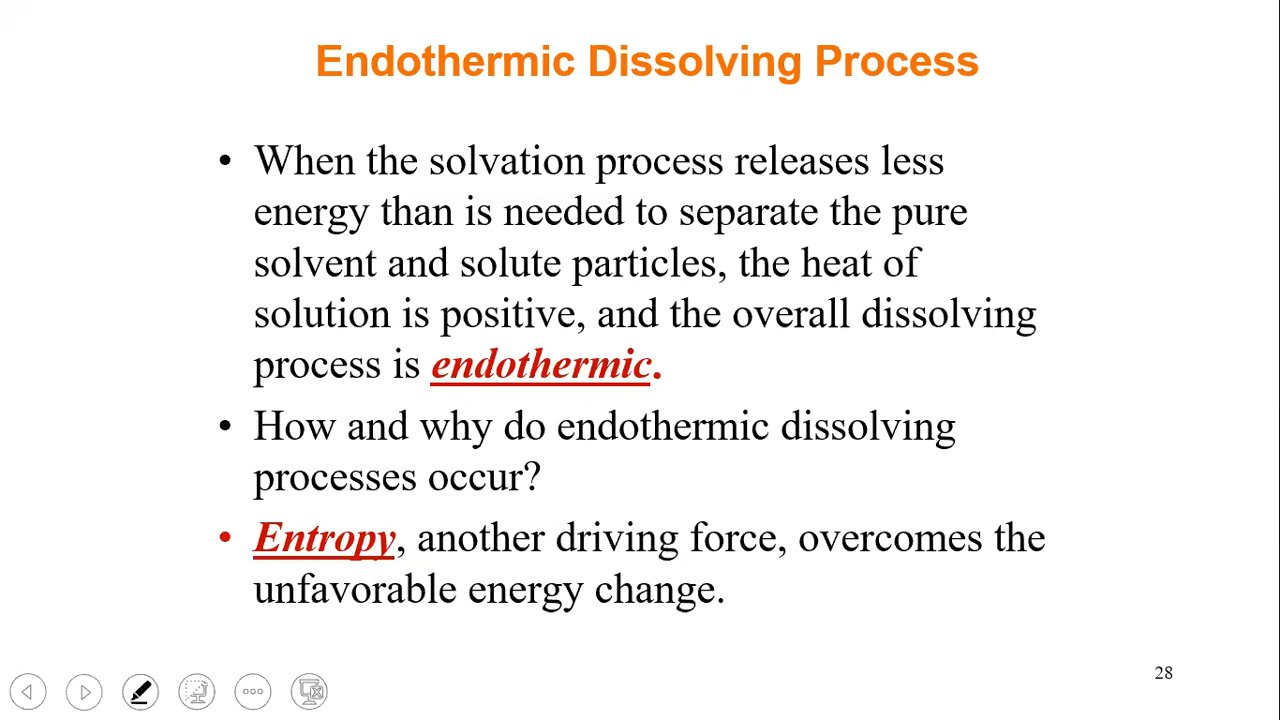 Endothermic Dissolving Process
• When the solvation process releases less
energy than is needed to separate the pure
solvent and solute particles, the heat of
solution is positive, and the overall dissolving
process is endothermic.
• How and why do endothermic dissolving
processes occur?
• Entropy, another driving force, overcomes the
unfavorable energy change.
28